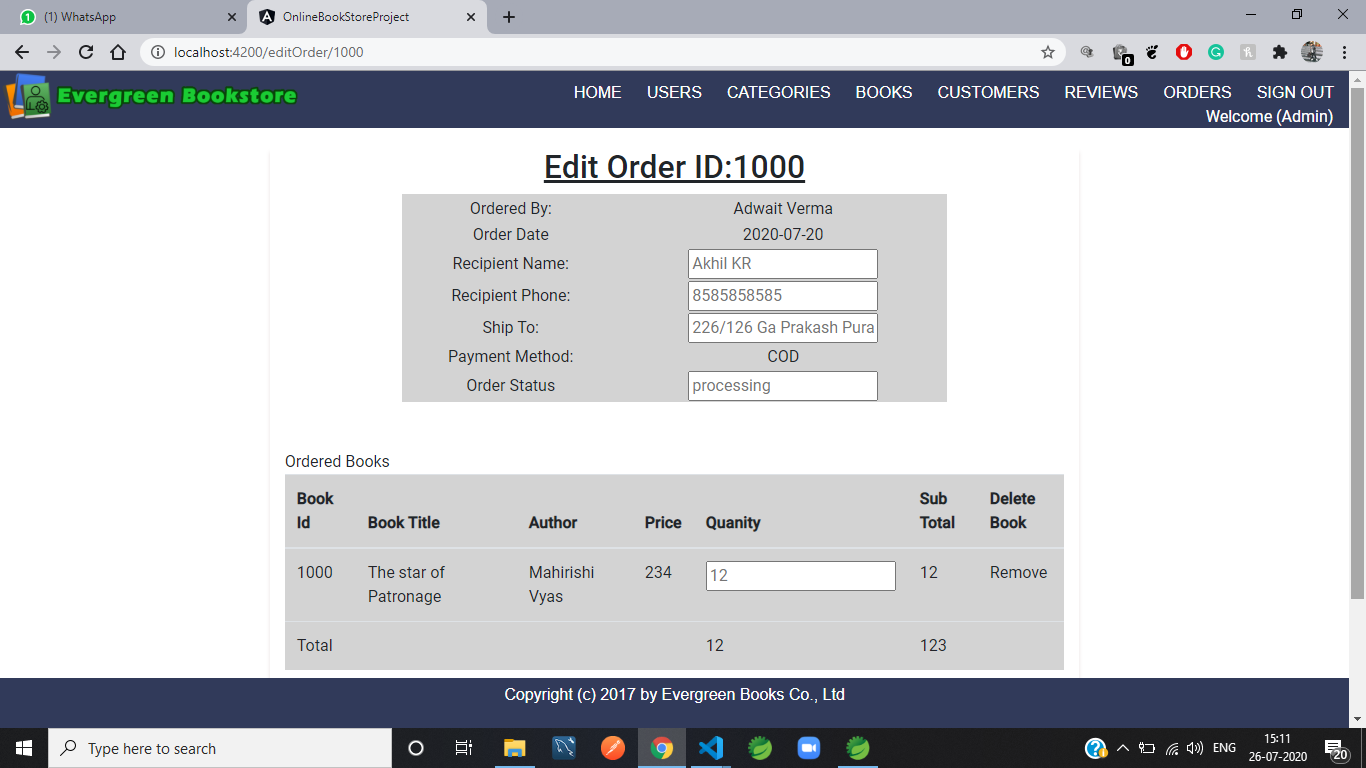 (1) WhatsApp
OnlineBookStoreProject
localhost:4200/editOrder/1000
0
Evergreen Bookstore
HOME USERS CATEGORIES BOOKS CUSTOMERS REVIEWS ORDERS SIGN OUT
Welcome (Admin)
Edit Order ID:1000
Ordered By: Adwait Verma
Order Date 2020-07-20
Recipient Name: Akhil KR
Recipient Phone: 8585858585
Ship To: 226/126 Ga Prakash Pura
Payment Method: COD
Order Status processing
Ordered Books
Book Id Book Title Author Price Quanity Sub Total Delete Book
1000 The star of Patronage Mahirishi Vyas 234 12 12 Remove
Total 12 123
Copyright (c) 2017 by Evergreen Books Co., Ltd
Type here to search
ENG
15:11
26-07-2020
20